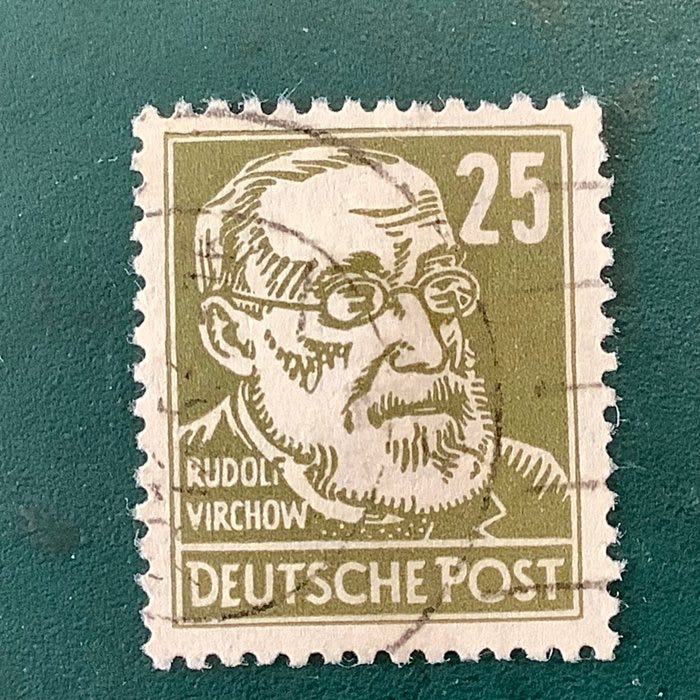 25
RUDOLF
VIRCHOW
DEUTSCHE POST